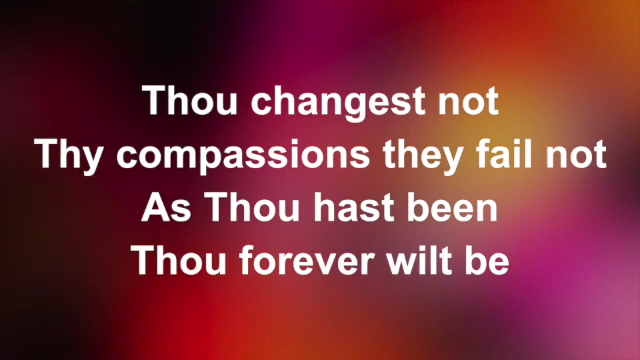 Thou changest not
Thy compassions they fail not
As Thou hast been
Thou forever wilt be